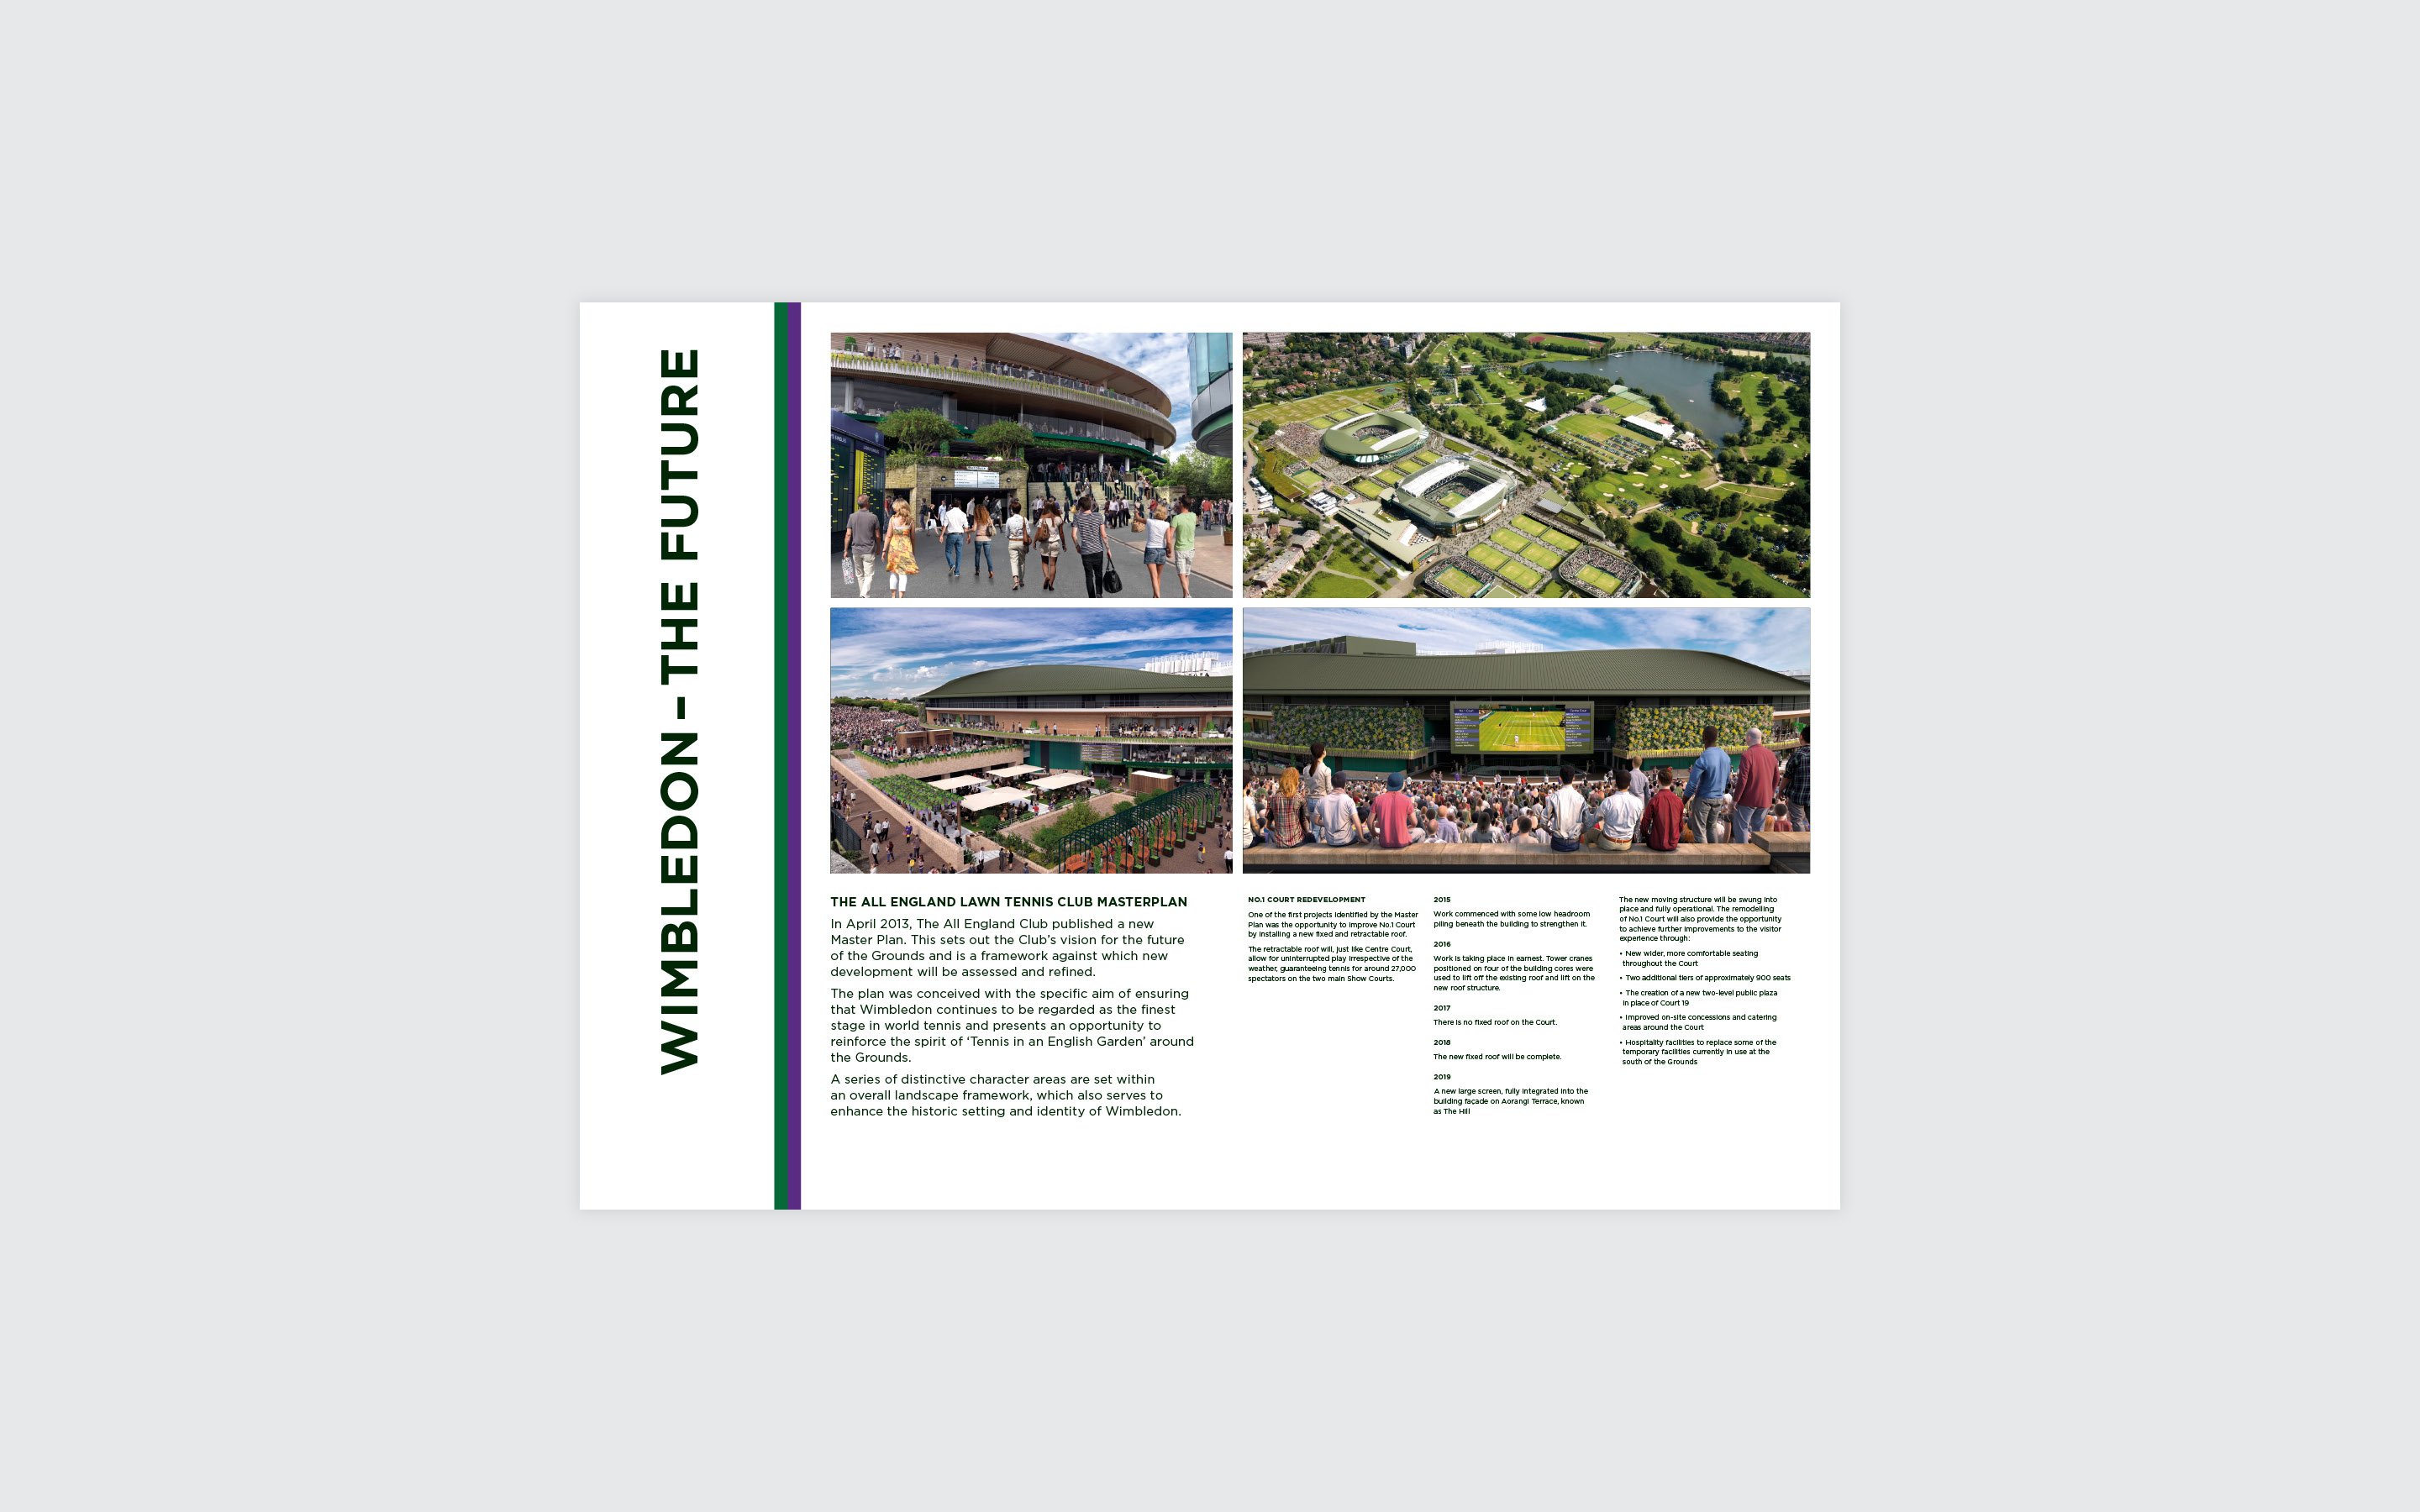 WIMBLEDON – THE FUTURE
THE ALL ENGLAND LAWN TENNIS CLUB MASTERPLAN
In April 2013, The All England Club published a new
Master Plan. This sets out the Club’s vision for the future
of the Grounds and is a framework against which new
development will be assessed and refined.
The plan was conceived with the specific aim of ensuring
that Wimbledon continues to be regarded as the finest
stage in world tennis and presents an opportunity to
reinforce the spirit of ‘Tennis in an English Garden’ around
the Grounds.
A series of distinctive character areas are set within
an overall landscape framework, which also serves to
enhance the historic setting and identity of Wimbledon.
NO.1 COURT REDEVELOPMENT
One of the first projects identified by the Master
Plan was the opportunity to improve No.1 Court
by installing a new fixed and retractable roof.
The retractable roof will, just like Centre Court,
allow for uninterrupted play irrespective of the
weather, guaranteeing tennis for around 27,000
spectators on the two main Show Courts.
2015
Work commenced with some low headroom
piling beneath the building to strengthen it.
2016
Work is taking place in earnest. Tower cranes
positioned on four of the building cores were
used to lift off the existing roof and lift on the
new roof structure.
2017
There is no fixed roof on the Court.
2018
The new fixed roof will be complete.
2019
A new large screen, fully integrated into the
building façade on Aorangi Terrace, known
as The Hill
The new moving structure will be swung into
place and fully operational. The remodelling
of No.1 Court will also provide the opportunity
to achieve further improvements to the visitor
experience through:
• New wider, more comfortable seating
throughout the Court
• Two additional tiers of approximately 900 seats
• The creation of a new two-level public plaza
in place of Court 19
• Improved on-site concessions and catering
areas around the Court
• Hospitality facilities to replace some of the
temporary facilities currently in use at the
south of the Grounds